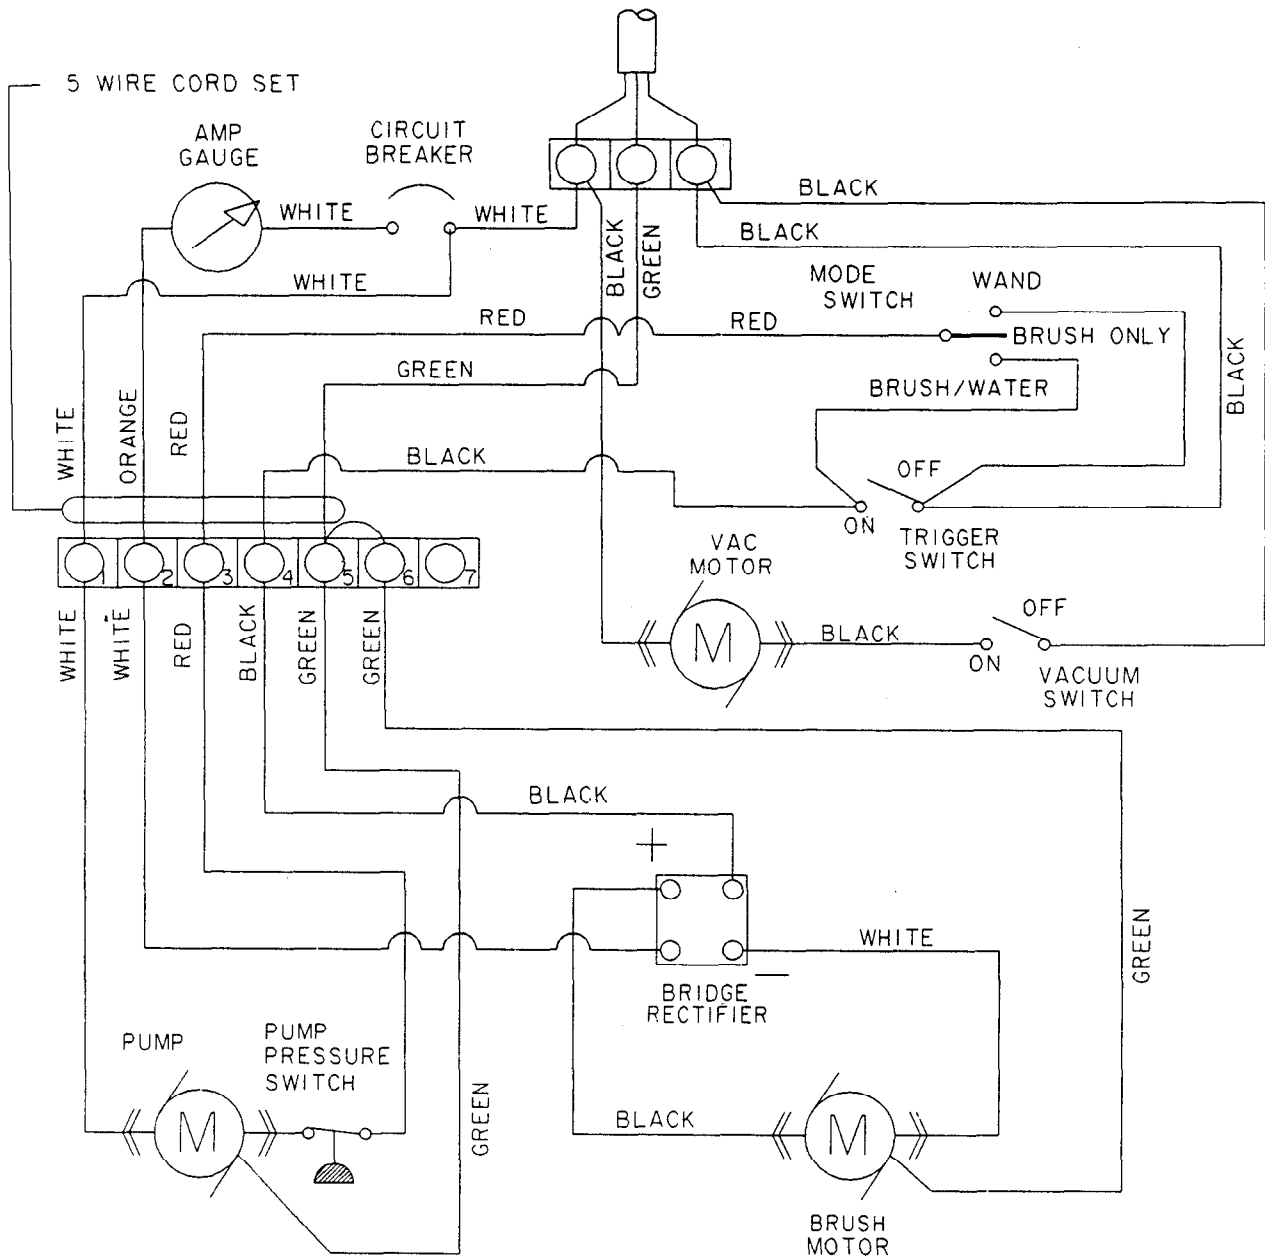 5 WIRE CORD SET
AMP
GAUGE
CIRCUIT
BREAKER
WHITE
WHITE
WHITE
BLACK
GREEN
BLACK
BLACK
MODE
SWITCH
WAND
BRUSH ONLY
BRUSH/WATER
RED
RED
GREEN
BLACK
WHITE
ORANGE
RED
BLACK
OFF
ON
TRIGGER
SWITCH
1
2
3
4
5
6
7
VAC
MOTOR
M
BLACK
OFF
ON
VACUUM
SWITCH
WHITE
WHITE
RED
BLACK
GREEN
GREEN
BLACK
+
BRIDGE
RECTIFIER
—
WHITE
GREEN
PUMP
M
PUMP
PRESSURE
SWITCH
GREEN
BLACK
M
BRUSH
MOTOR